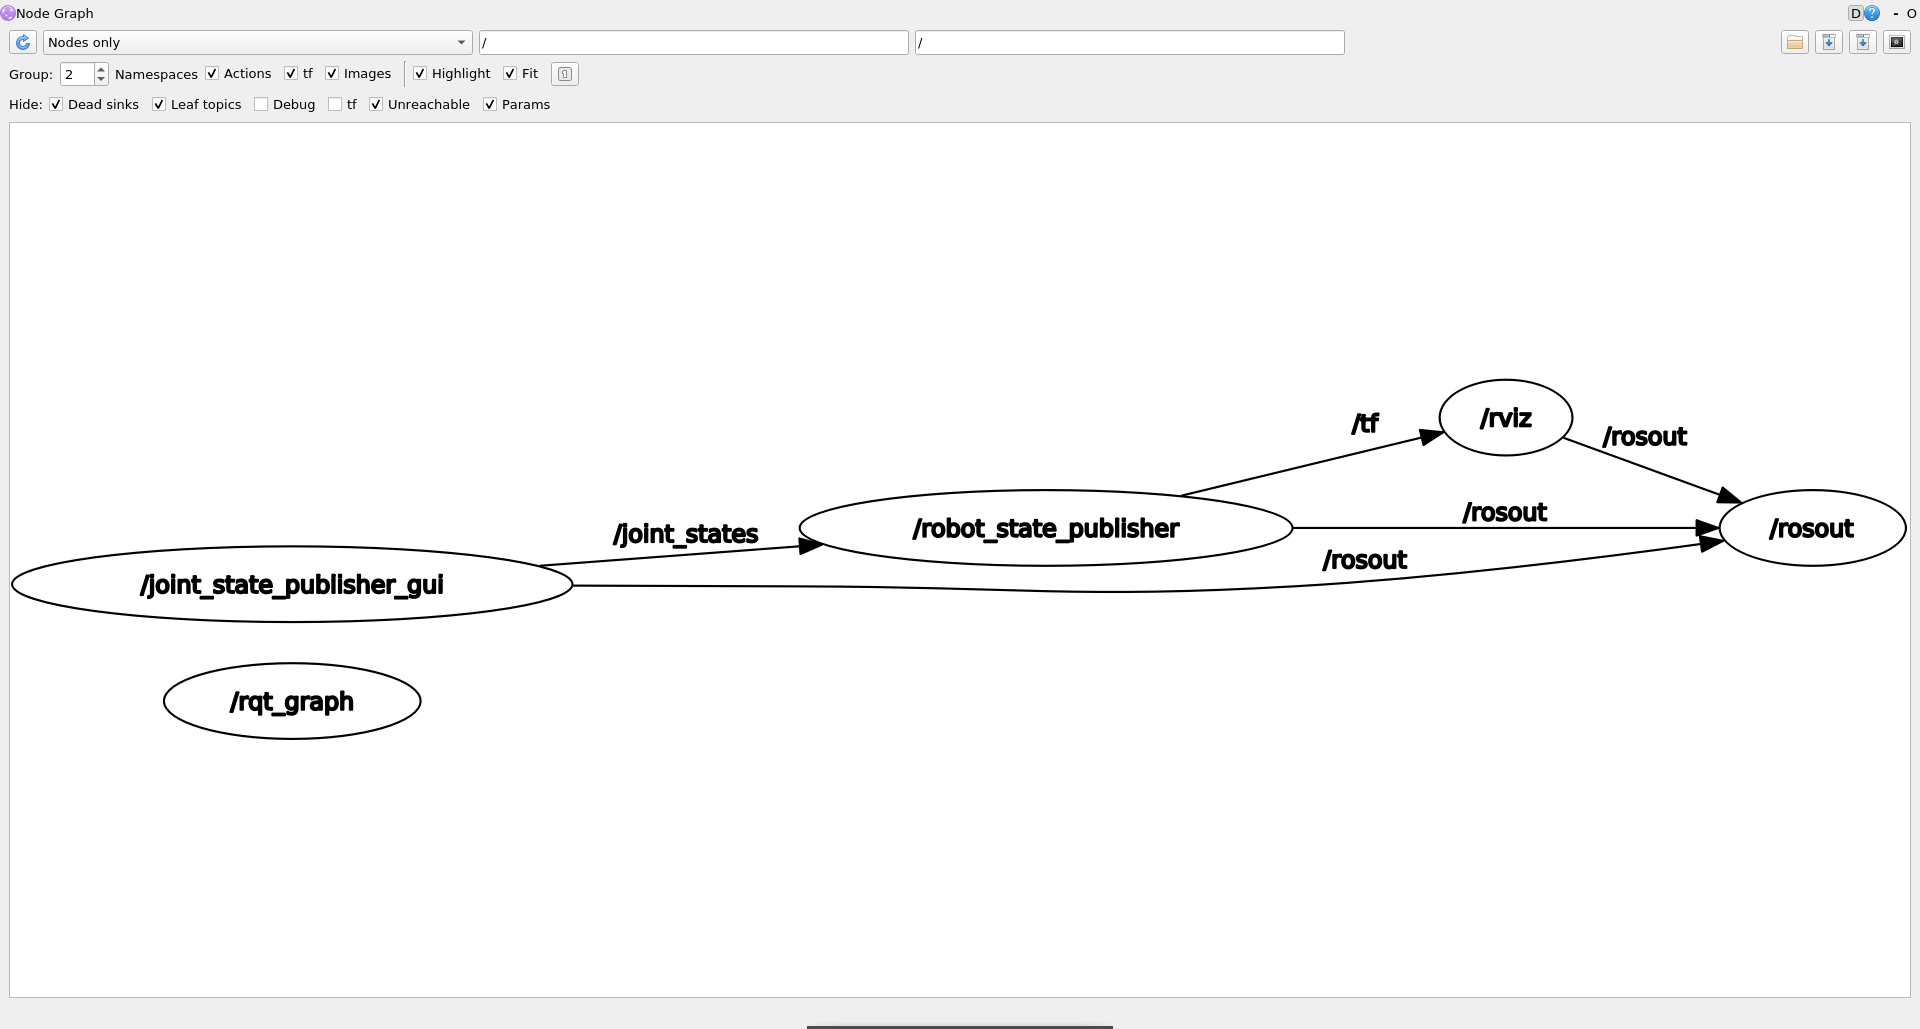 Node Graph
D ? - O
Nodes only / /
Group: 2 Namespaces Actions tf Images Highlight Fit
Hide: Dead sinks Leaf topics Debug tf Unreachable Params
/rviz
/tf
/rosout
/rosout
/joint_states
/robot_state_publisher
/rosout
/rosout
/joint_state_publisher_gui
/rqt_graph